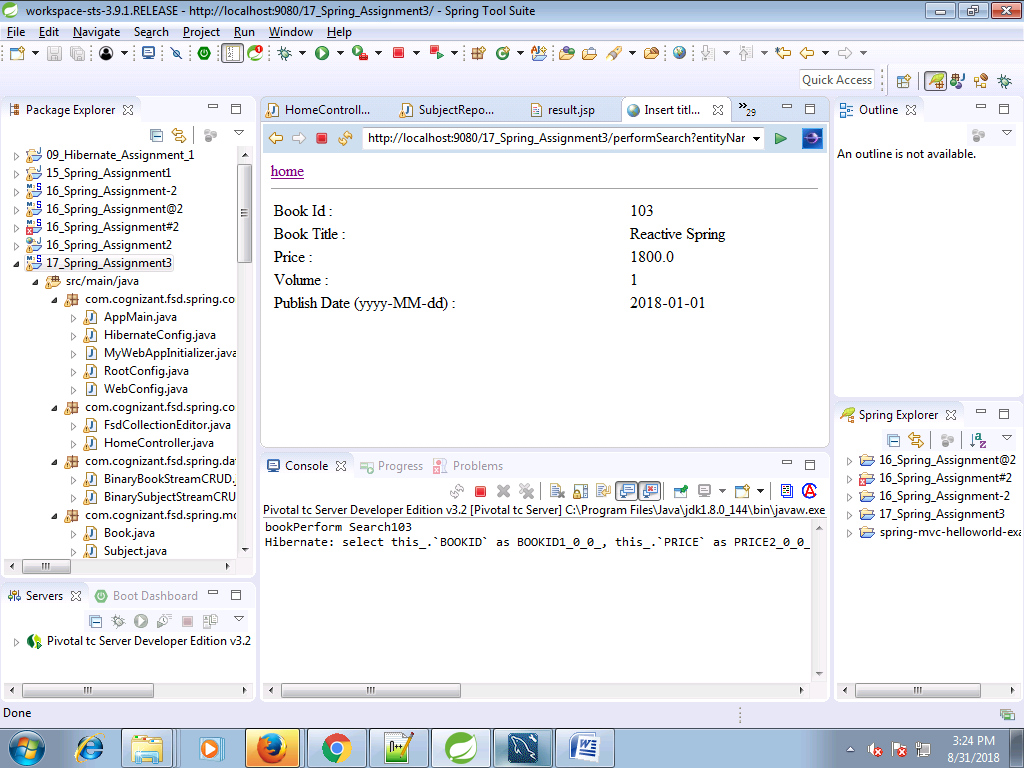 workspace-sts-3.9.1.RELEASE - http://localhost:9080/17_Spring_Assignment3/ - Spring Tool Suite
File Edit Navigate Search Project Run Window Help
Quick Access
Package Explorer
09_Hibernate_Assignment_1
15_Spring_Assignment1
16_Spring_Assignment-2
16_Spring_Assignment@2
16_Spring_Assignment#2
16_Spring_Assignment2
17_Spring_Assignment3
src/main/java
com.cognizant.fsd.spring.co
AppMain.java
HibernateConfig.java
MyWebAppInitializer.java
RootConfig.java
WebConfig.java
com.cognizant.fsd.spring.co
FsdCollectionEditor.java
HomeController.java
com.cognizant.fsd.spring.da
BinaryBookStreamCRUD.
BinarySubjectStreamCRU
com.cognizant.fsd.spring.mo
Book.java
Subject.java
Servers Boot Dashboard
Pivotal tc Server Developer Edition v3.2
HomeControll... SubjectRepo... result.jsp Insert titl... »29
http://localhost:9080/17_Spring_Assignment3/performSearch?entityNar
home
Book Id : 103
Book Title : Reactive Spring
Price : 1800.0
Volume : 1
Publish Date (yyyy-MM-dd) : 2018-01-01
Console Progress Problems
Pivotal tc Server Developer Edition v3.2 [Pivotal tc Server] C:\Program Files\Java\jdk1.8.0_144\bin\javaw.exe
bookPerform Search103
Hibernate: select this_.`BOOKID` as BOOKID1_0_0_, this_.`PRICE` as PRICE2_0_0_
Outline
An outline is not available.
Spring Explorer
16_Spring_Assignment@2
16_Spring_Assignment#2
16_Spring_Assignment-2
17_Spring_Assignment3
spring-mvc-helloworld-exa
Done
3:24 PM
8/31/2018